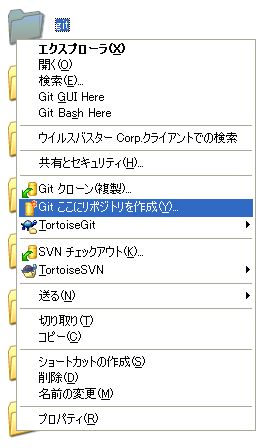 git
エクスプローラ(X)
開く(O)
検索(E)...
Git GUI Here
Git Bash Here
ウイルスバスター Corp.クライアントでの検索
共有とセキュリティ(H)...
Git クローン(複製)...
Git ここにリポジトリを作成(Y)...
TortoiseGit
SVN チェックアウト(K)...
TortoiseSVN
送る(N)
切り取り(T)
コピー(C)
ショートカットの作成(S)
削除(D)
名前の変更(M)
プロパティ(R)